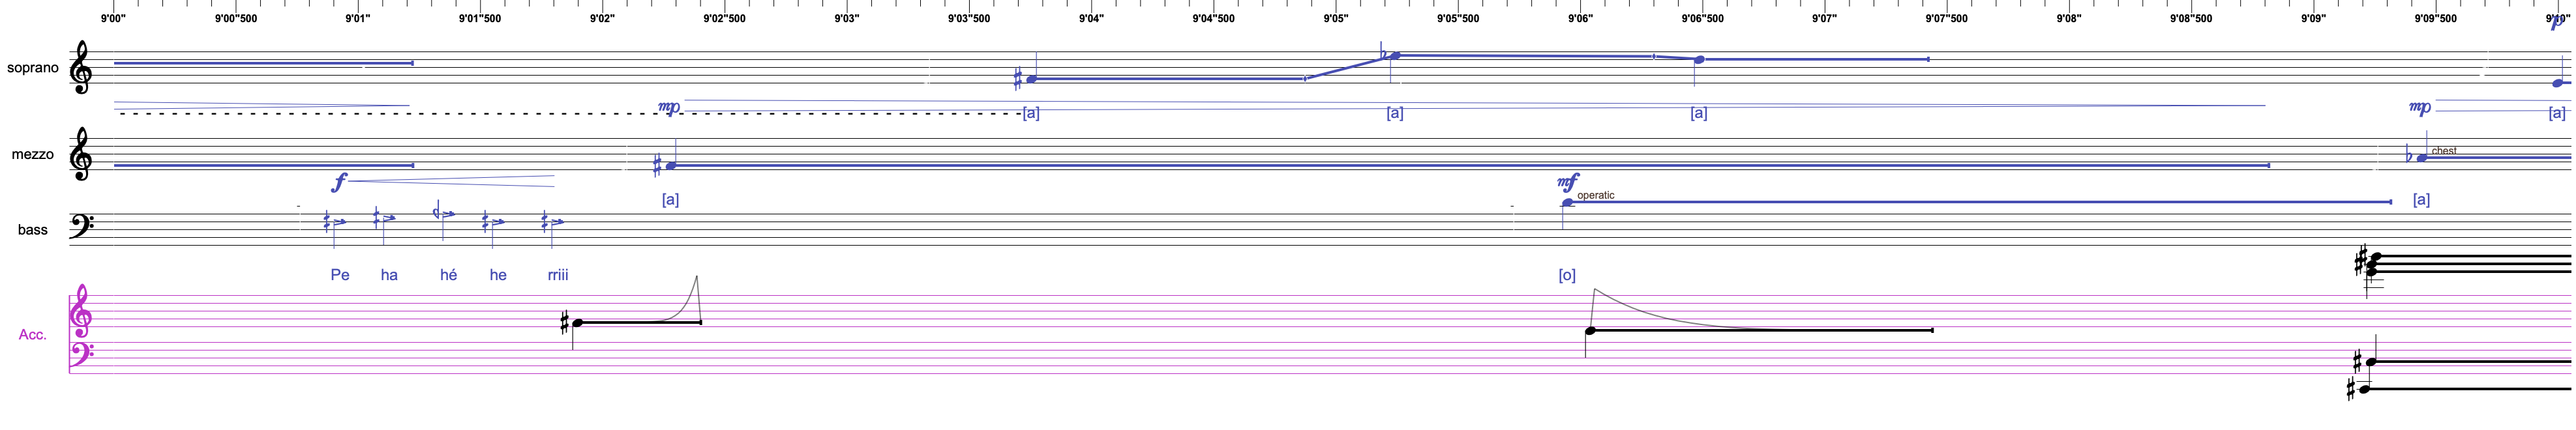 9'00" 9'00"500 9'01" 9'01"500 9'02" 9'02"500 9'03" 9'03"500 9'04" 9'04"500 9'05" 9'05"500 9'06" 9'06"500 9'07" 9'07"500 9'08" 9'08"500 9'09" 9'09"500 9'10"
p
soprano
mp mp
[a] [a] [a] [a]
mezzo chest
f mf
[a] operatic [a]
bass
Pe ha hé he rriii [o]
Acc.